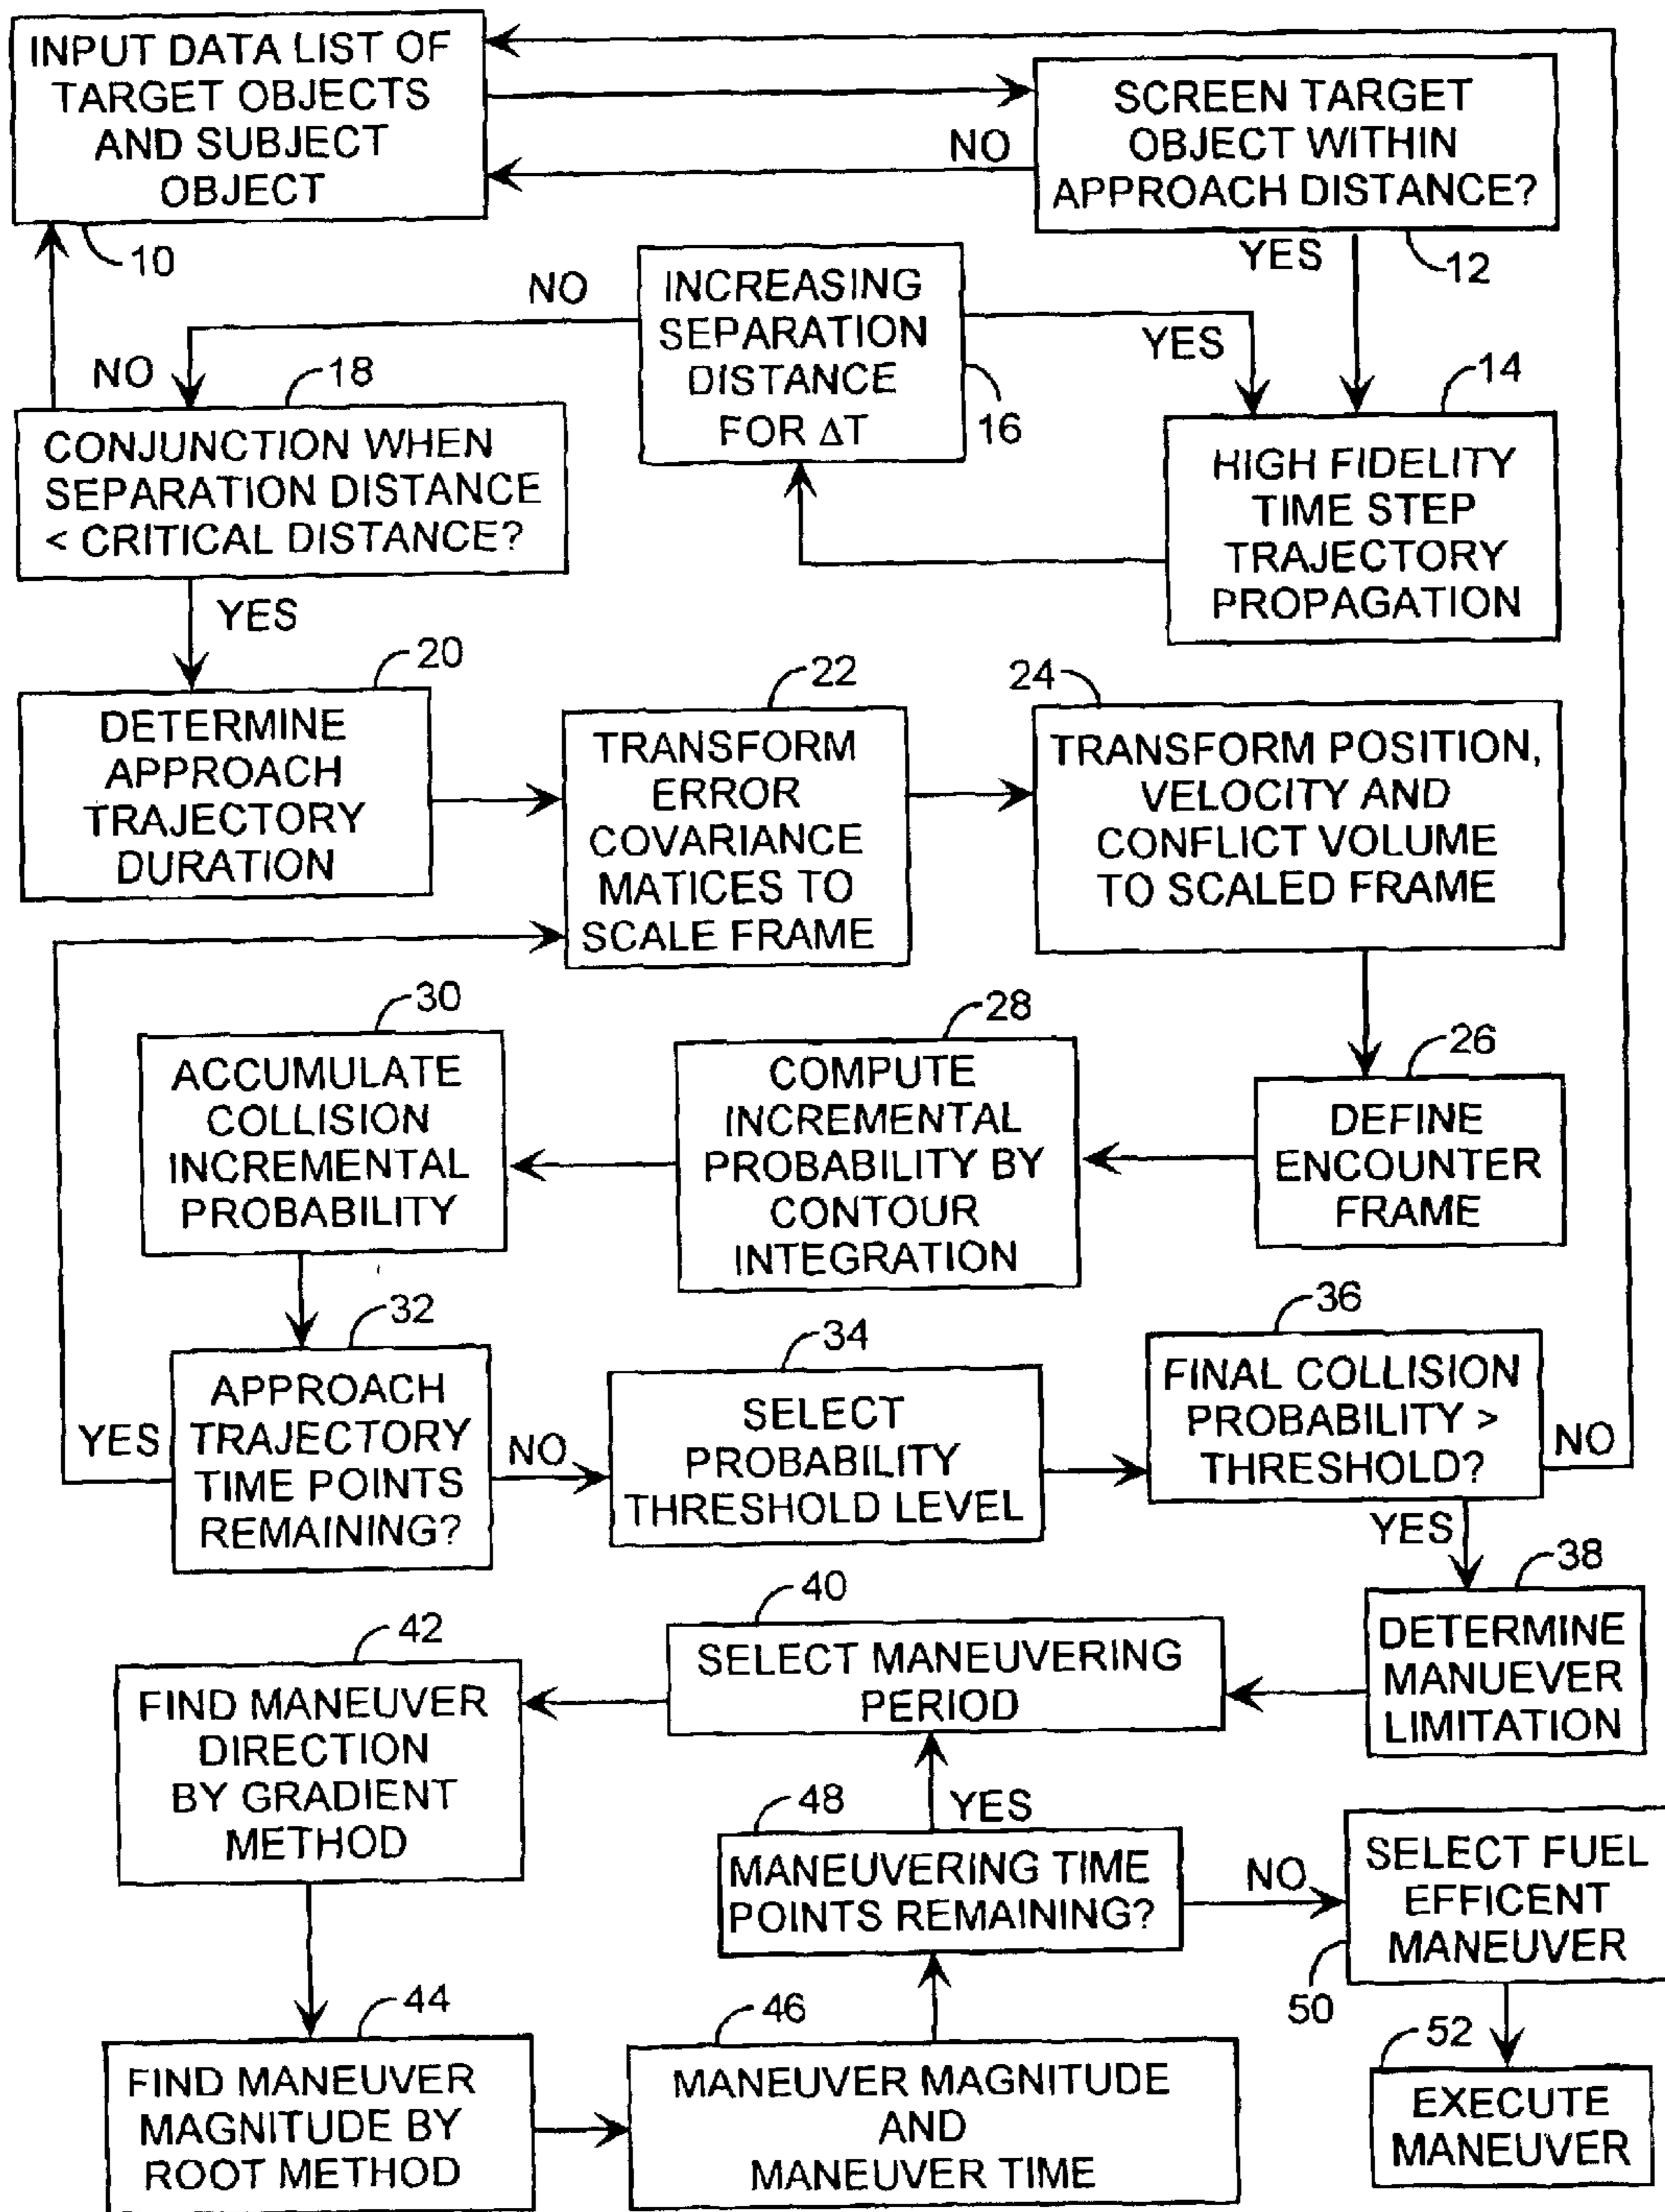 INPUT DATA LIST OF
TARGET OBJECTS
AND SUBJECT
OBJECT
10
SCREEN TARGET
OBJECT WITHIN
APPROACH DISTANCE?
12
NO
YES
INCREASING
SEPARATION
DISTANCE
FOR ΔT
16
NO
YES
HIGH FIDELITY
TIME STEP
TRAJECTORY
PROPAGATION
14
CONJUNCTION WHEN
SEPARATION DISTANCE
< CRITICAL DISTANCE?
18
NO
YES
DETERMINE
APPROACH
TRAJECTORY
DURATION
20
TRANSFORM
ERROR
COVARIANCE
MATICES TO
SCALE FRAME
22
TRANSFORM POSITION,
VELOCITY AND
CONFLICT VOLUME
TO SCALED FRAME
24
DEFINE
ENCOUNTER
FRAME
26
COMPUTE
INCREMENTAL
PROBABILITY BY
CONTOUR
INTEGRATION
28
ACCUMULATE
COLLISION
INCREMENTAL
PROBABILITY
30
APPROACH
TRAJECTORY
TIME POINTS
REMAINING?
32
YES
NO
SELECT
PROBABILITY
THRESHOLD LEVEL
34
FINAL COLLISION
PROBABILITY >
THRESHOLD?
36
NO
YES
DETERMINE
MANUEVER
LIMITATION
38
SELECT MANEUVERING
PERIOD
40
FIND MANEUVER
DIRECTION
BY GRADIENT
METHOD
42
FIND MANEUVER
MAGNITUDE BY
ROOT METHOD
44
MANEUVER MAGNITUDE
AND
MANEUVER TIME
46
MANEUVERING TIME
POINTS REMAINING?
48
YES
NO
SELECT FUEL
EFFICENT
MANEUVER
50
EXECUTE
MANEUVER
52